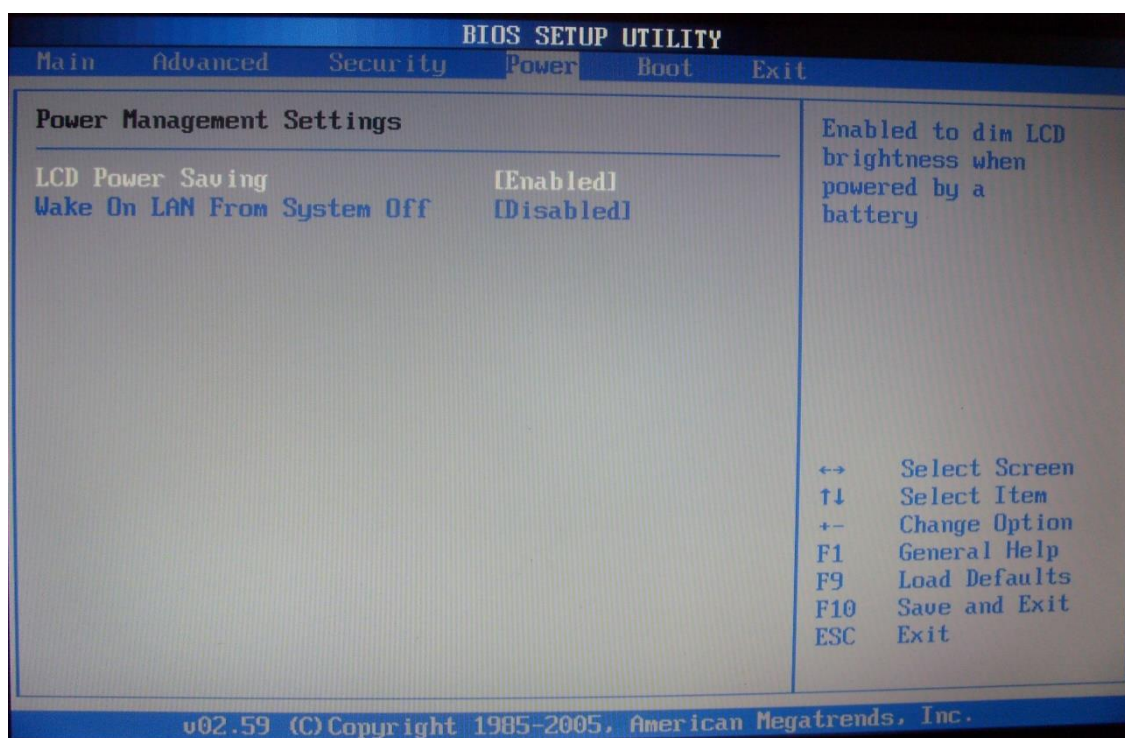 BIOS SETUP UTILITY
Main Advanced Security Power Boot Exit
Power Management Settings
LCD Power Saving [Enabled]
Wake On LAN From System Off [Disabled]
Enabled to dim LCD
brightness when
powered by a
battery
←→ Select Screen
↑↓ Select Item
+- Change Option
F1 General Help
F9 Load Defaults
F10 Save and Exit
ESC Exit
v02.59 (C)Copyright 1985-2005, American Megatrends, Inc.